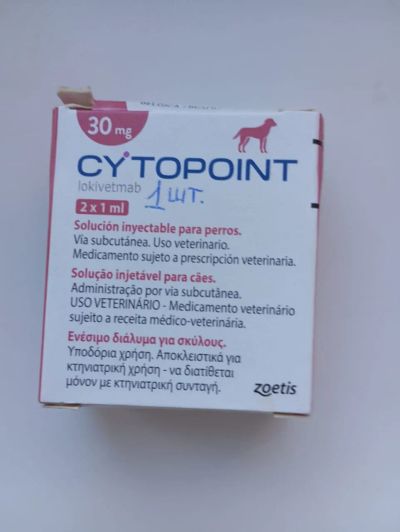 30 mg
CYTOPOINT
lokivetmab
1 шт.
2 x 1 ml
Solución inyectable para perros.
Vía subcutánea. Uso veterinario.
Medicamento sujeto a prescripción veterinaria.
Solução injetável para cães.
Administração por via subcutânea.
USO VETERINÁRIO - Medicamento veterinário
sujeito a receita médico-veterinária.
Ενέσιμο διάλυμα για σκύλους.
Υποδόρια χρήση. Αποκλειστικά για
κτηνιατρική χρήση - να διατίθεται
μόνον με κτηνιατρική συνταγή.
zoetis